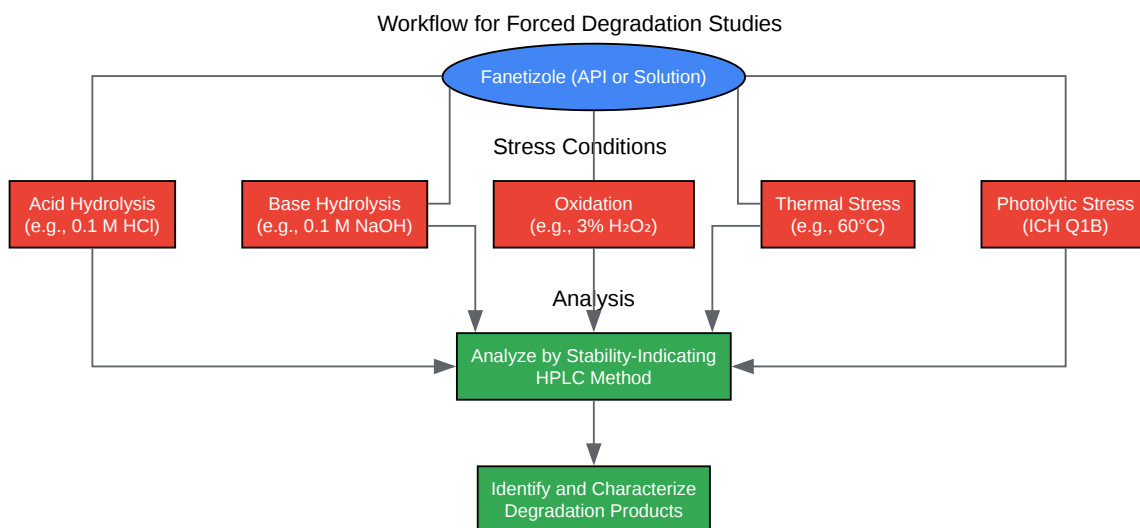 Workflow for Forced Degradation Studies
Fanetizole (API or Solution)
Stress Conditions
Acid Hydrolysis
(e.g., 0.1 M HCl)
Base Hydrolysis
(e.g., 0.1 M NaOH)
Oxidation
(e.g., 3% H₂O₂)
Thermal Stress
(e.g., 60°C)
Photolytic Stress
(ICH Q1B)
Analysis
Analyze by Stability-Indicating
HPLC Method
Identify and Characterize
Degradation Products